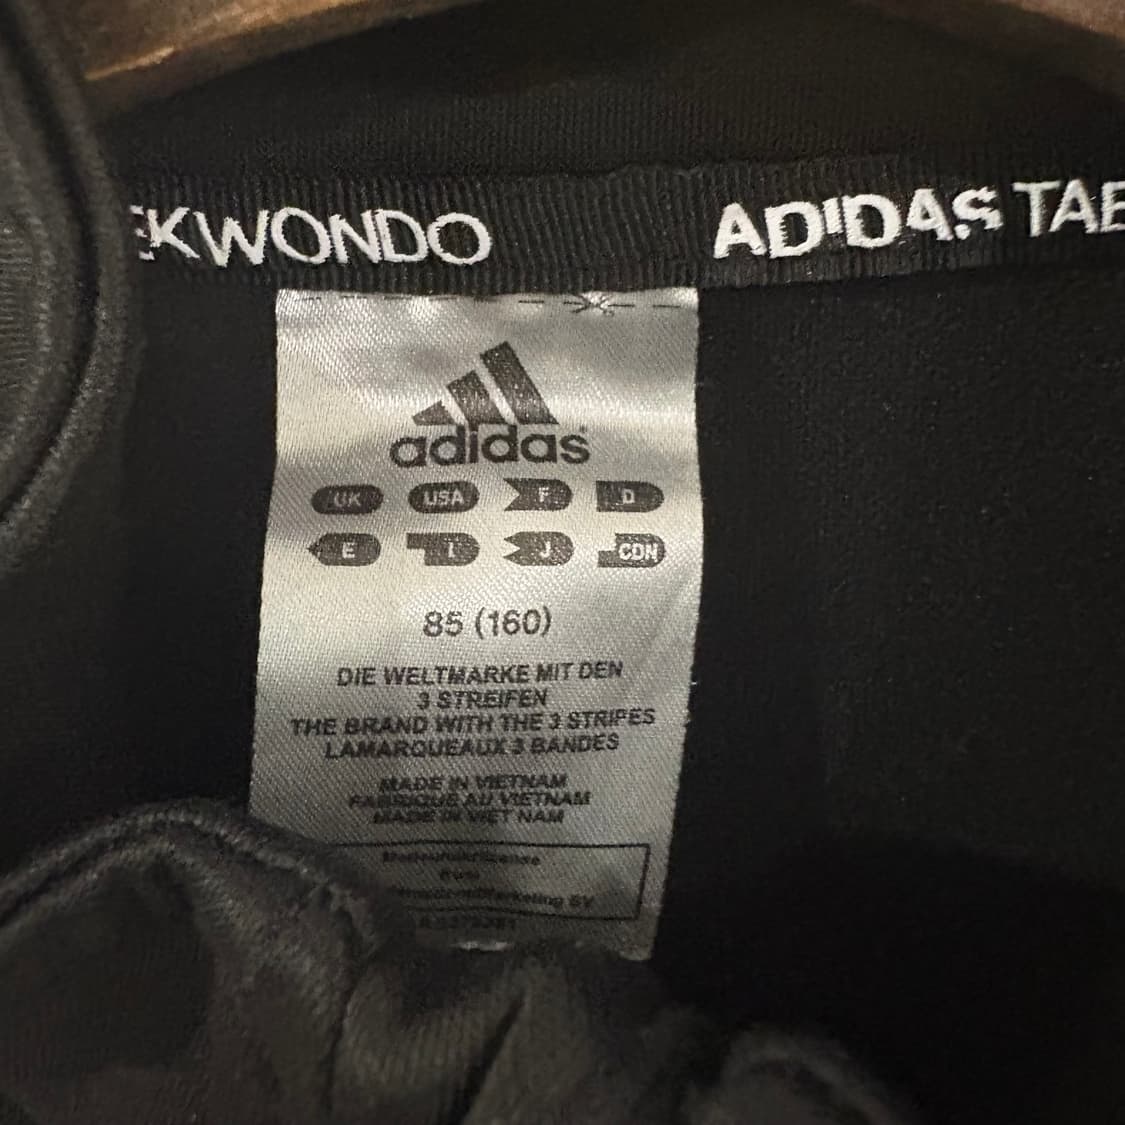 EKWONDO ADIDAS TAE
adidas
UK USA F D
E I J CDN
85 (160)
DIE WELTMARKE MIT DEN
3 STREIFEN
THE BRAND WITH THE 3 STRIPES
LAMARQUEAUX 3 BANDES
MADE IN VIETNAM
FABRIQUE AU VIETNAM
MADE IN VIET NAM